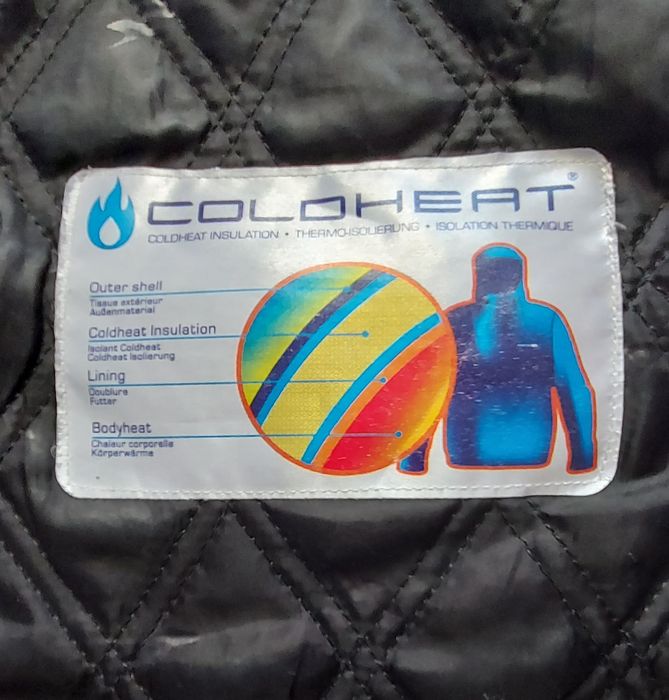 COLDHEAT®
COLDHEAT INSULATION • THERMO-ISOLIERUNG • ISOLATION THERMIQUE
Outer shell
Tissue extérieur
Außenmaterial
Coldheat Insulation
Isolant Coldheat
Coldheat Isolierung
Lining
Doublure
Futter
Bodyheat
Chaleur corporelle
Körperwärme